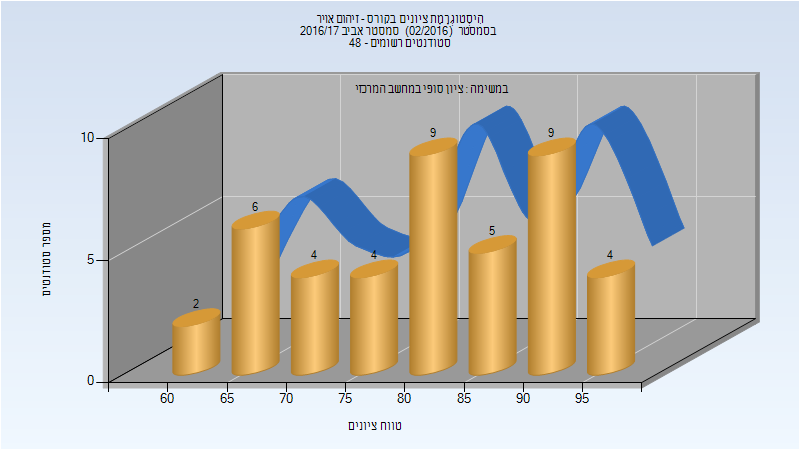 היסטוגרמת ציונים בקורס - זיהום אויר
בסמסטר (02/2016) סמסטר אביב 2016/17
סטודנטים רשומים - 48
במשימה : ציון סופי במחשב המרכזי
מספר סטודנטים
10
5
0
2
6
4
4
9
5
9
4
60 65 70 75 80 85 90 95
טווח ציונים